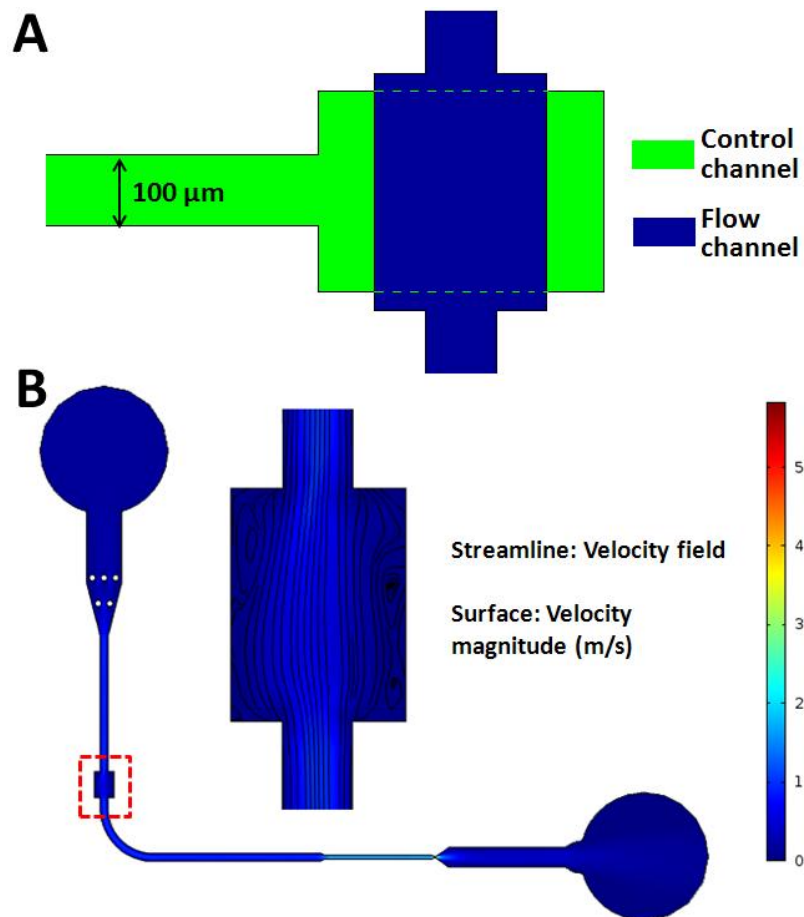 A
100 μm
Control
channel
Flow
channel
B
Streamline: Velocity field
Surface: Velocity
magnitude (m/s)
5
4
3
2
1
0